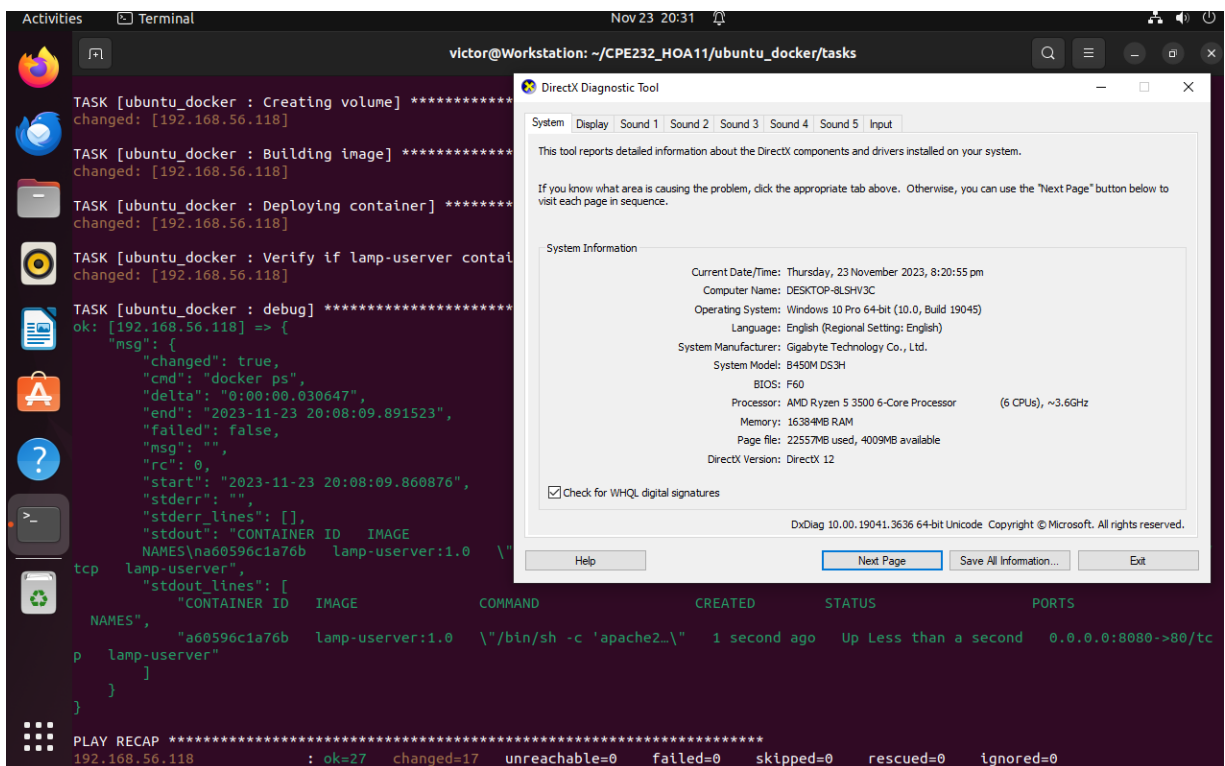 Activities Terminal Nov 23 20:31
victor@Workstation: ~/CPE232_HOA11/ubuntu_docker/tasks
TASK [ubuntu_docker : Creating volume] ************
changed: [192.168.56.118]
TASK [ubuntu_docker : Building image] *************
changed: [192.168.56.118]
TASK [ubuntu_docker : Deploying container] ********
changed: [192.168.56.118]
TASK [ubuntu_docker : Verify if lamp-userver contai
changed: [192.168.56.118]
TASK [ubuntu_docker : debug] **********************
ok: [192.168.56.118] => {
"msg": {
"changed": true,
"cmd": "docker ps",
"delta": "0:00:00.030647",
"end": "2023-11-23 20:08:09.891523",
"failed": false,
"msg": "",
"rc": 0,
"start": "2023-11-23 20:08:09.860876",
"stderr": "",
"stderr_lines": [],
"stdout": "CONTAINER ID   IMAGE
NAMES\na60596c1a76b   lamp-userver:1.0   \"
tcp   lamp-userver",
"stdout_lines": [
"CONTAINER ID   IMAGE              COMMAND                  CREATED        STATUS                  PORTS
NAMES",
"a60596c1a76b   lamp-userver:1.0   \"/bin/sh -c 'apache2…\"   1 second ago   Up Less than a second   0.0.0.0:8080->80/tc
p   lamp-userver"
]
}
}
PLAY RECAP *********************************************************************
192.168.56.118             : ok=27   changed=17   unreachable=0    failed=0    skipped=0    rescued=0    ignored=0
DirectX Diagnostic Tool
System Display Sound 1 Sound 2 Sound 3 Sound 4 Sound 5 Input
This tool reports detailed information about the DirectX components and drivers installed on your system.
If you know what area is causing the problem, click the appropriate tab above. Otherwise, you can use the "Next Page" button below to
visit each page in sequence.
System Information
Current Date/Time: Thursday, 23 November 2023, 8:20:55 pm
Computer Name: DESKTOP-8LSHV3C
Operating System: Windows 10 Pro 64-bit (10.0, Build 19045)
Language: English (Regional Setting: English)
System Manufacturer: Gigabyte Technology Co., Ltd.
System Model: B450M DS3H
BIOS: F60
Processor: AMD Ryzen 5 3500 6-Core Processor (6 CPUs), ~3.6GHz
Memory: 16384MB RAM
Page file: 22557MB used, 4009MB available
DirectX Version: DirectX 12
Check for WHQL digital signatures
DxDiag 10.00.19041.3636 64-bit Unicode Copyright © Microsoft. All rights reserved.
Help Next Page Save All Information... Exit